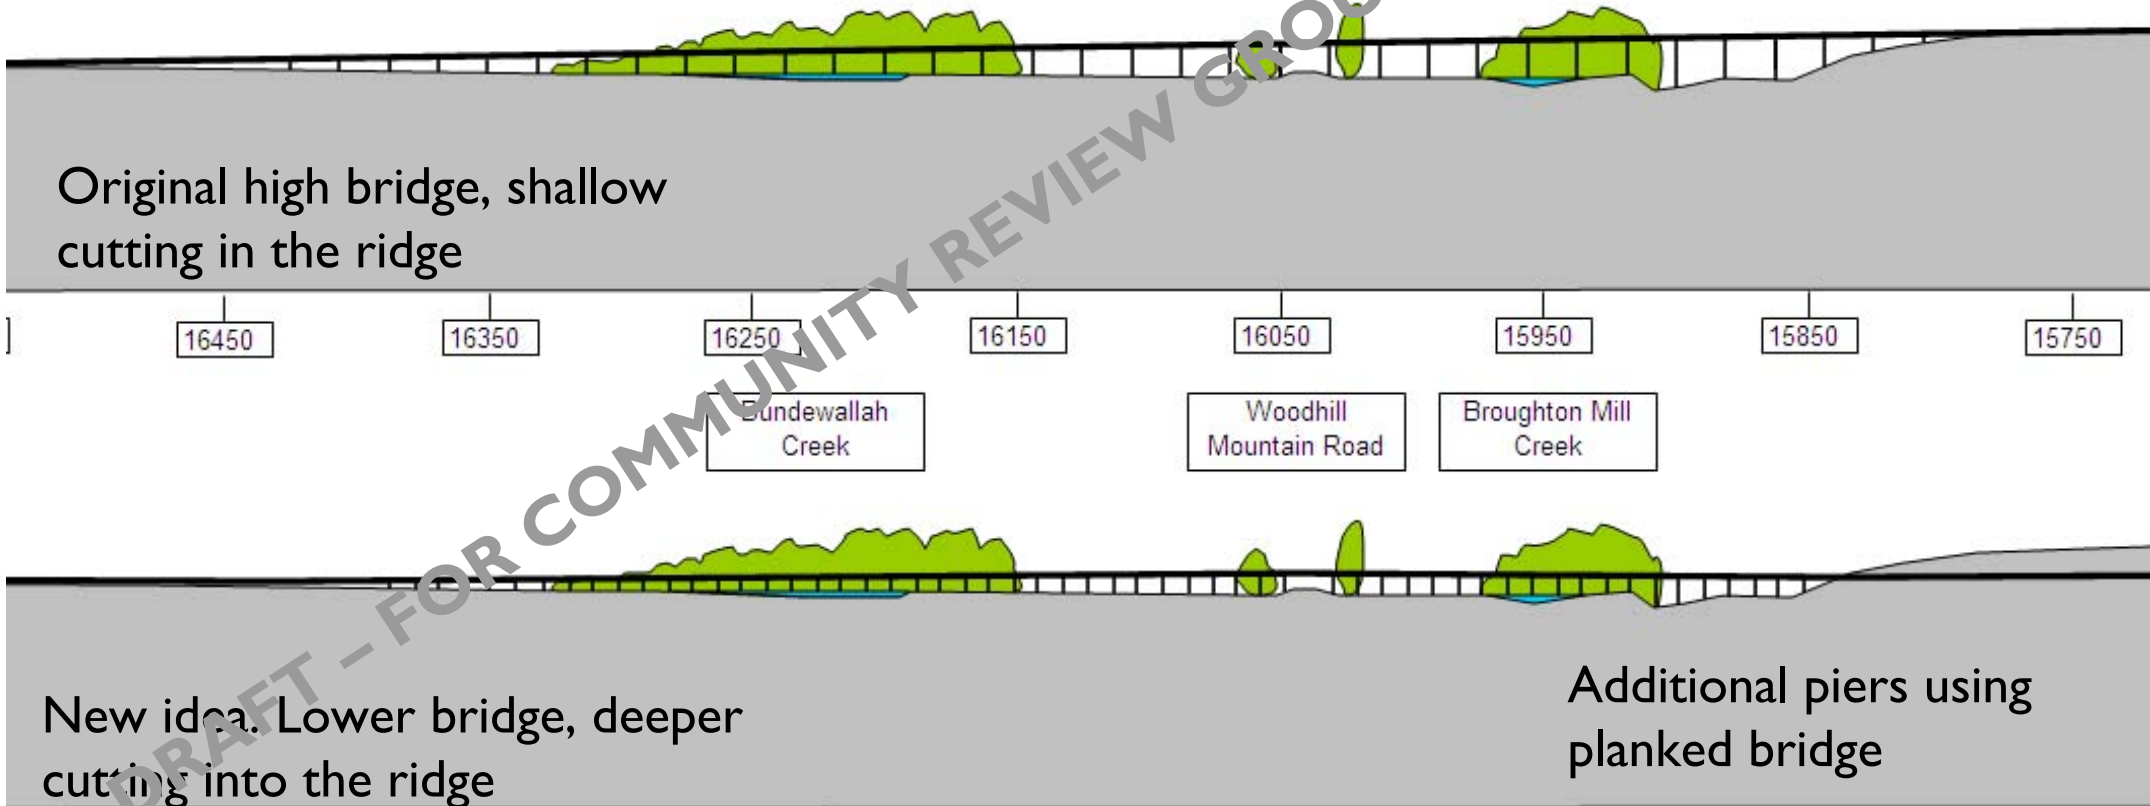 Original high bridge, shallow
cutting in the ridge
16450
16350
16250
16150
16050
15950
15850
15750
Bundewallah
Creek
Woodhill
Mountain Road
Broughton Mill
Creek
New idea. Lower bridge, deeper
cutting into the ridge
Additional piers using
planked bridge
DRAFT – FOR COMMUNITY REVIEW